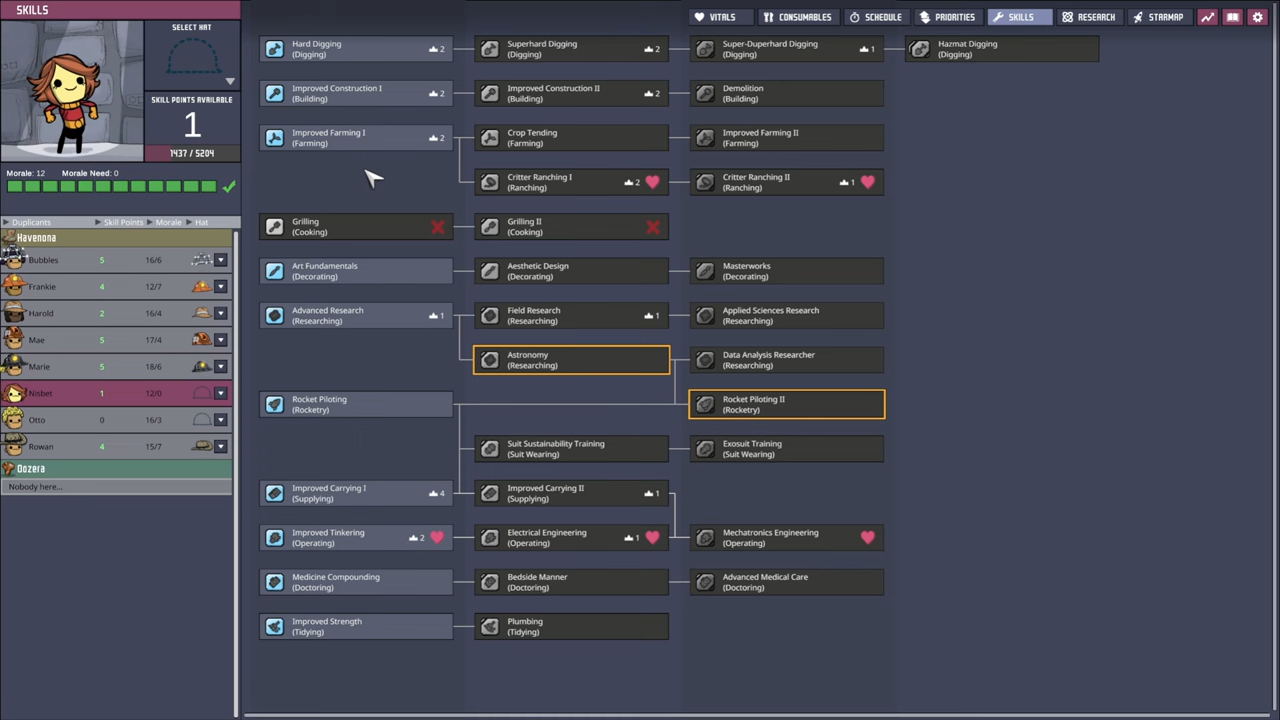 SKILLS
VITALS
CONSUMABLES
SCHEDULE
PRIORITIES
SKILLS
RESEARCH
STARMAP
SELECT HAT
SKILL POINTS
AVAILABLE
1
1437 / 5204
Morale: 12 Morale Need: 0
Duplicants Skill Points Morale Hat
Havenona
Bubbles 5 16/6
Frankie 4 12/7
Harold 2 16/4
Mae 5 17/4
Marie 5 18/6
Nisbet 1 12/0
Otto 0 16/3
Rowan 4 15/7
Oozera
Nobody here...
Hard Digging
(Digging)
2
Superhard Digging
(Digging)
2
Super-Duperhard Digging
(Digging)
1
Hazmat Digging
(Digging)
Improved Construction I
(Building)
2
Improved Construction II
(Building)
2
Demolition
(Building)
Improved Farming I
(Farming)
2
Crop Tending
(Farming)
Improved Farming II
(Farming)
Critter Ranching I
(Ranching)
2
Critter Ranching II
(Ranching)
1
Grilling
(Cooking)
Grilling II
(Cooking)
Art Fundamentals
(Decorating)
Aesthetic Design
(Decorating)
Masterworks
(Decorating)
Advanced Research
(Researching)
1
Field Research
(Researching)
1
Applied Sciences Research
(Researching)
Astronomy
(Researching)
Data Analysis Researcher
(Researching)
Rocket Piloting
(Rocketry)
Rocket Piloting II
(Rocketry)
Suit Sustainability Training
(Suit Wearing)
Exosuit Training
(Suit Wearing)
Improved Carrying I
(Supplying)
4
Improved Carrying II
(Supplying)
1
Improved Tinkering
(Operating)
2
Electrical Engineering
(Operating)
1
Mechatronics Engineering
(Operating)
Medicine Compounding
(Doctoring)
Bedside Manner
(Doctoring)
Advanced Medical Care
(Doctoring)
Improved Strength
(Tidying)
Plumbing
(Tidying)